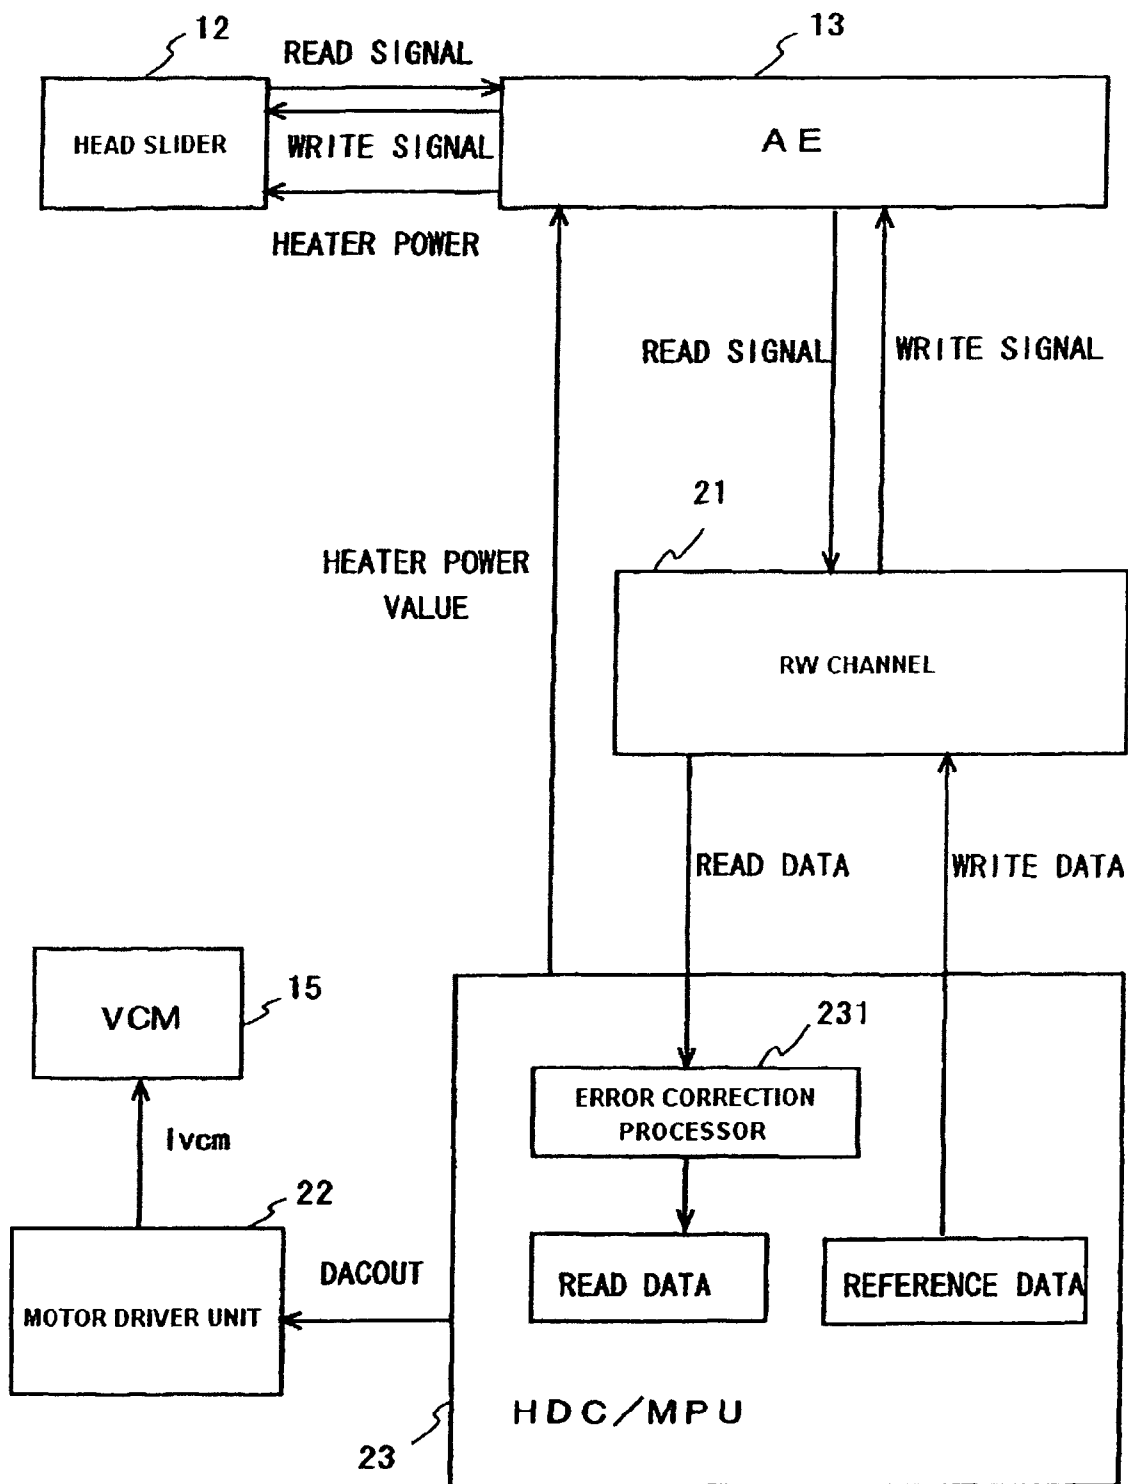 12
READ SIGNAL
13
HEAD SLIDER
WRITE SIGNAL
AE
HEATER POWER
READ SIGNAL
WRITE SIGNAL
21
HEATER POWER
VALUE
RW CHANNEL
READ DATA
WRITE DATA
15
VCM
231
ERROR CORRECTION
PROCESSOR
Ivcm
22
DACOUT
READ DATA
REFERENCE DATA
MOTOR DRIVER UNIT
HDC/MPU
23